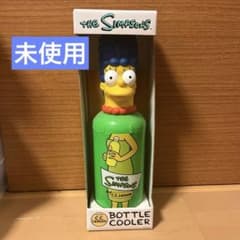 THE SIMPSONS
未使用
THE
SIMPSONS
BOTTLE
COOLER